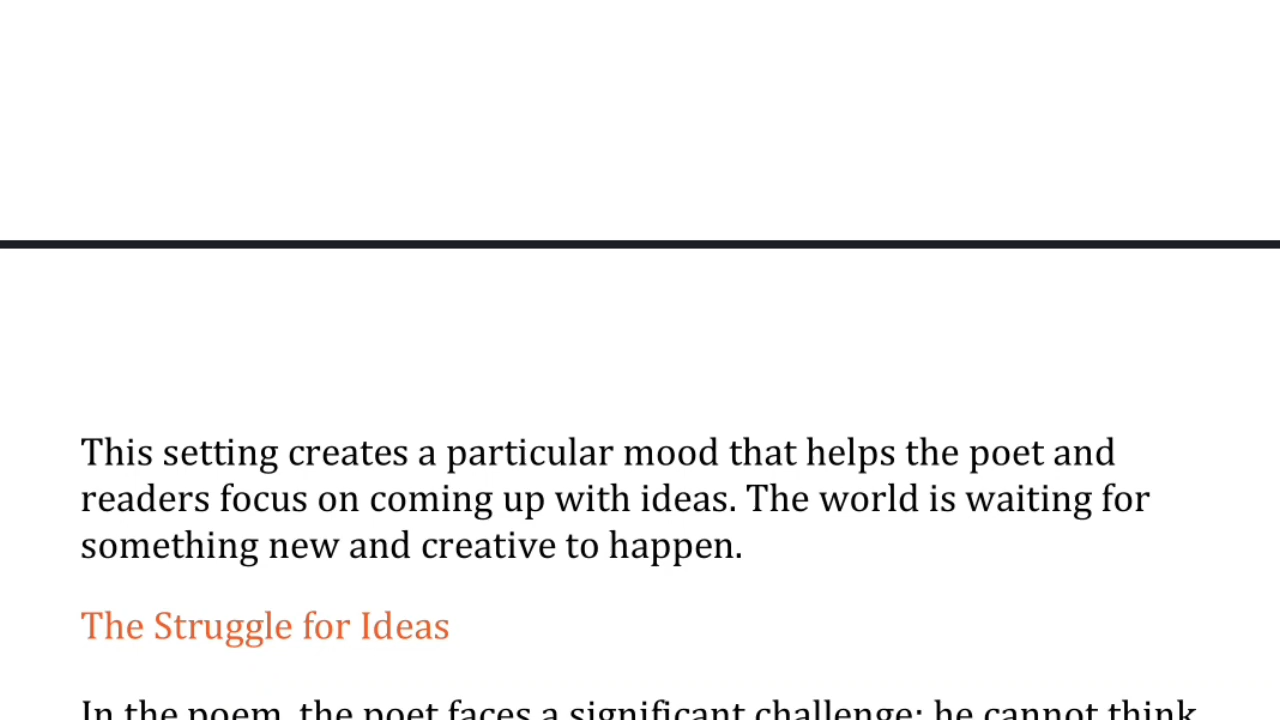 This setting creates a particular mood that helps the poet and
readers focus on coming up with ideas. The world is waiting for
something new and creative to happen.
The Struggle for Ideas
In the poem, the poet faces a significant challenge: he cannot think